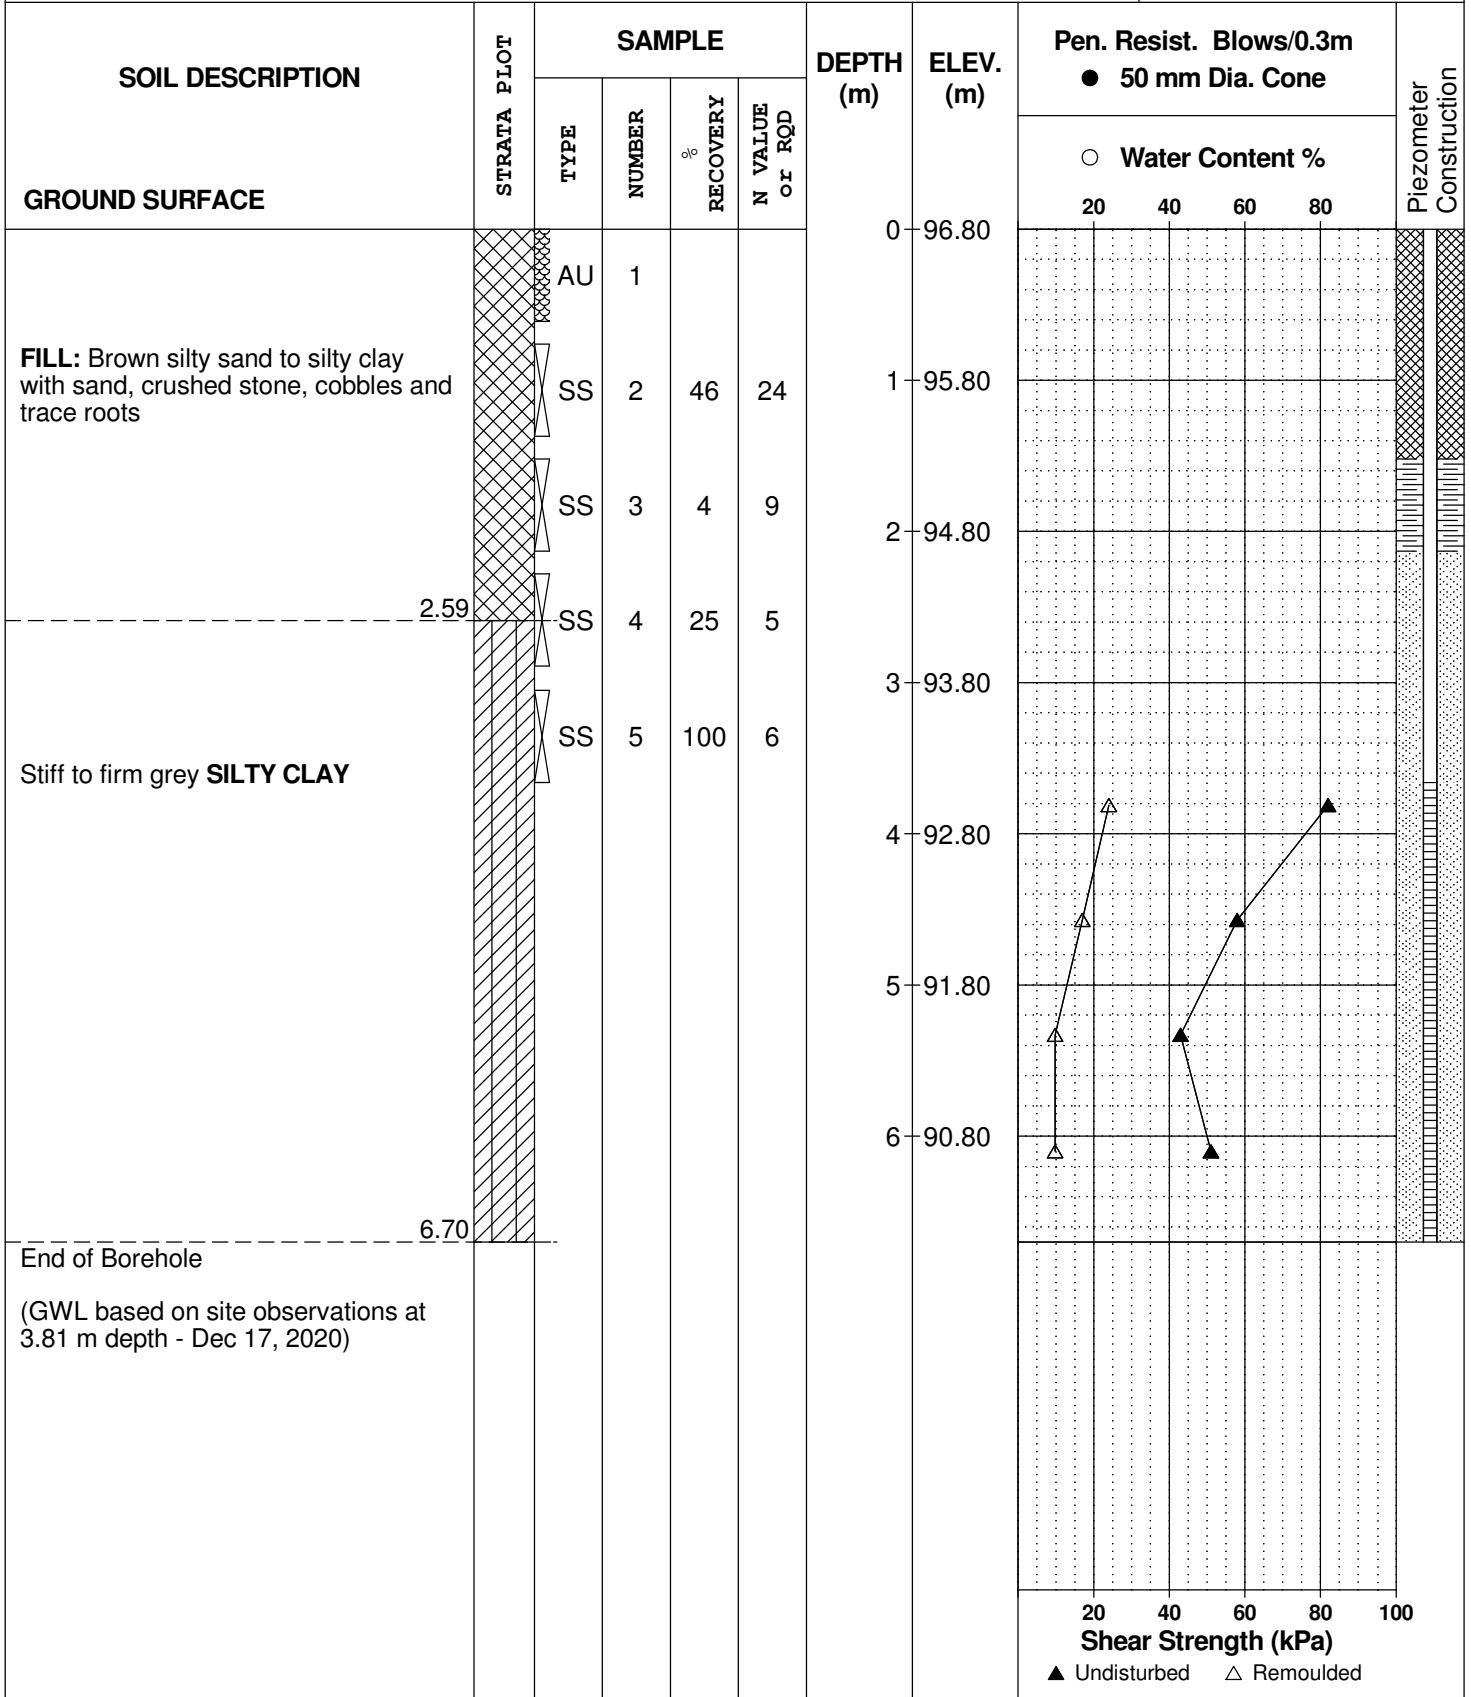 SOIL DESCRIPTION
GROUND SURFACE
STRATA PLOT
SAMPLE
TYPE
NUMBER
% RECOVERY
N VALUE
or RQD
DEPTH
(m)
ELEV.
(m)
Pen. Resist. Blows/0.3m
● 50 mm Dia. Cone
○ Water Content %
20 40 60 80
Piezometer
Construction
0 96.80
AU 1
FILL: Brown silty sand to silty clay
with sand, crushed stone, cobbles and
trace roots
SS 2 46 24
1 95.80
SS 3 4 9
2 94.80
2.59
SS 4 25 5
3 93.80
SS 5 100 6
Stiff to firm grey SILTY CLAY
4 92.80
5 91.80
6 90.80
6.70
End of Borehole
(GWL based on site observations at
3.81 m depth - Dec 17, 2020)
20 40 60 80 100
Shear Strength (kPa)
▲ Undisturbed △ Remoulded